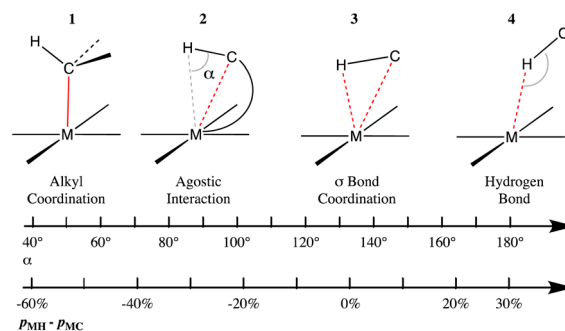 1 2 3 4
H C M
H C α M
H C M
H C M
Alkyl Coordination
Agostic Interaction
σ Bond Coordination
Hydrogen Bond
40° 60° 80° 100° 120° 140° 160° 180°
α
-60% -40% -20% 0% 20% 30%
pMH - pMC